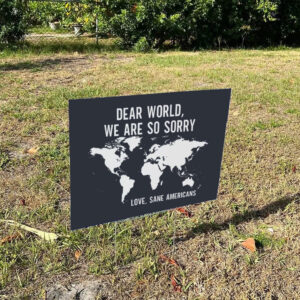 DEAR WORLD,
WE ARE SO SORRY
LOVE, SANE AMERICANS